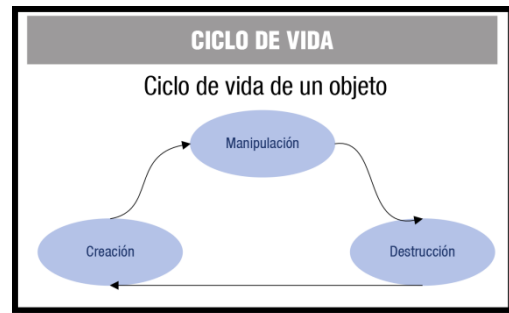 CICLO DE VIDA
Ciclo de vida de un objeto
Manipulación
Creación
Destrucción